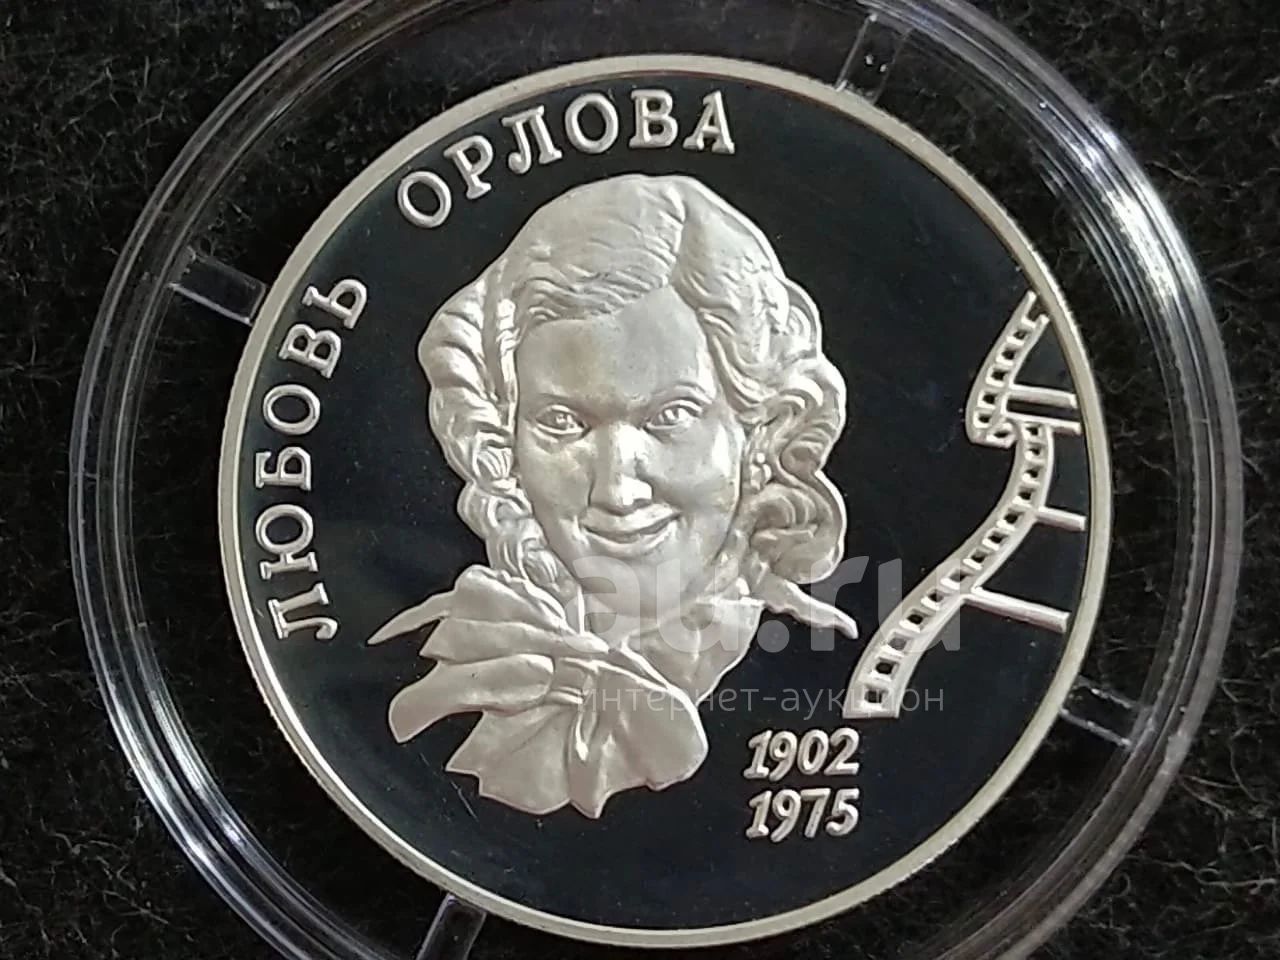 ЛЮБОВЬ ОРЛОВА
1902
1975
au.ru
интернет-аукцион